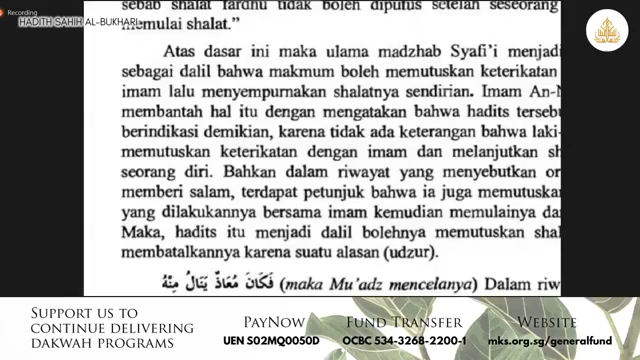 Recording
HADITH SAHIH AL-BUKHARI
sebab shalat fardhu tidak boleh diputus setelah seseorang
memulai shalat."
Atas dasar ini maka ulama madzhab Syafi'i menjadi
sebagai dalil bahwa makmum boleh memutuskan keterikatan
imam lalu menyempurnakan shalatnya sendirian. Imam An-N
membantah hal itu dengan mengatakan bahwa hadits tersebu
berindikasi demikian, karena tidak ada keterangan bahwa laki-
memutuskan keterikatan dengan imam dan melanjutkan sh
seorang diri. Bahkan dalam riwayat yang menyebutkan or
memberi salam, terdapat petunjuk bahwa ia juga memutuska
yang dilakukannya bersama imam kemudian memulainya da
Maka, hadits itu menjadi dalil bolehnya memutuskan shal
membatalkannya karena suatu alasan (udzur).
فَكَانَ مُعَاذٌ يَنَالُ مِنْهُ (maka Mu'adz mencelanya) Dalam riw
SUPPORT US TO
CONTINUE DELIVERING
DAKWAH PROGRAMS
PAYNOW
UEN S02MQ0050D
FUND TRANSFER
OCBC 534-3268-2200-1
WEBSITE
mks.org.sg/generalfund